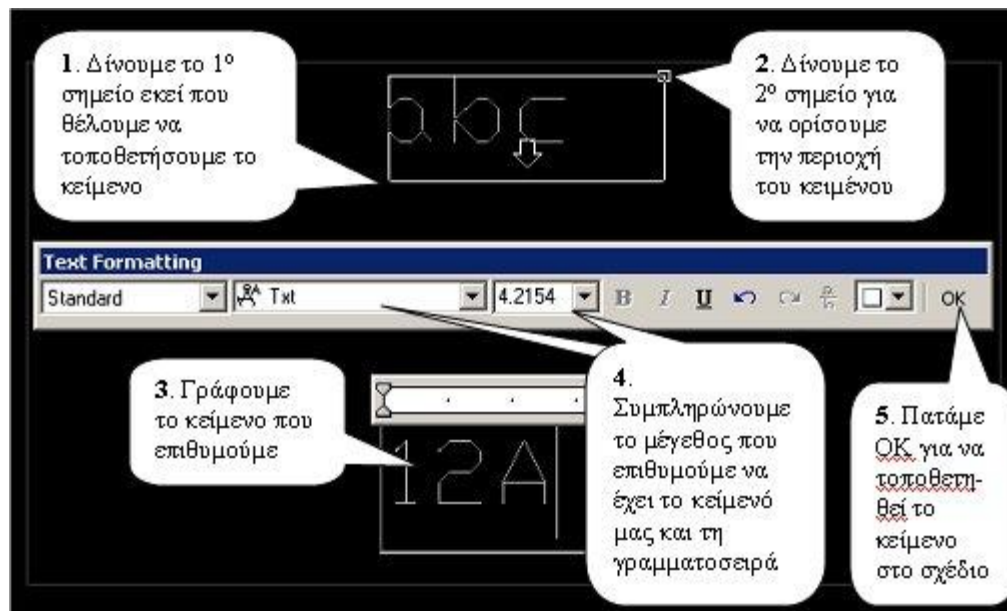 1. Δίνουμε το 1º
σημείο εκεί που
θέλουμε να
τοποθετήσουμε το
κείμενο
abc
2. Δίνουμε το
2º σημείο για
να ορίσουμε
την περιοχή
του κειμένου
Text Formatting
Standard Txt 4.2154 B I U OK
3. Γράφουμε
το κείμενο που
επιθυμούμε
12A
4.
Συμπληρώνουμε
το μέγεθος που
επιθυμούμε να
έχει το κείμενό
μας και τη
γραμματοσειρά
5. Πατάμε
OK για να
τοποθετη-
θεί το
κείμενο
στο σχέδιο